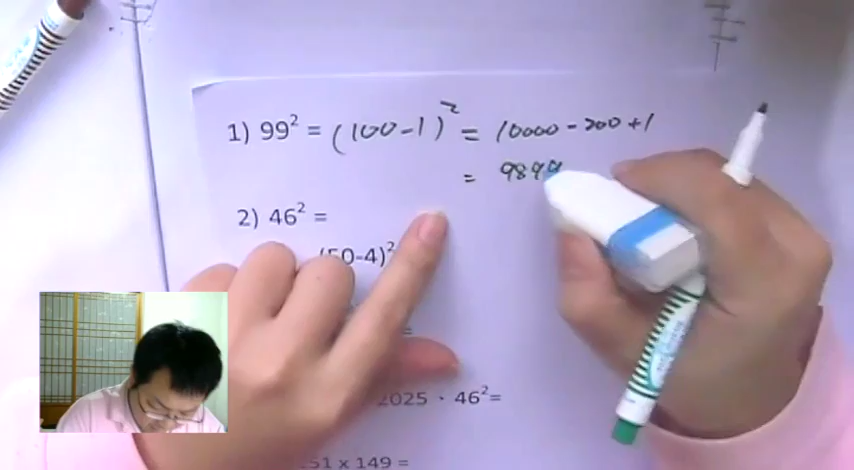 1) 99² = (100-1)² = 10000 - 200 + 1
= 9899
2) 46² =
(50-4)²
=
2025 · 46² =
51 x 149 =